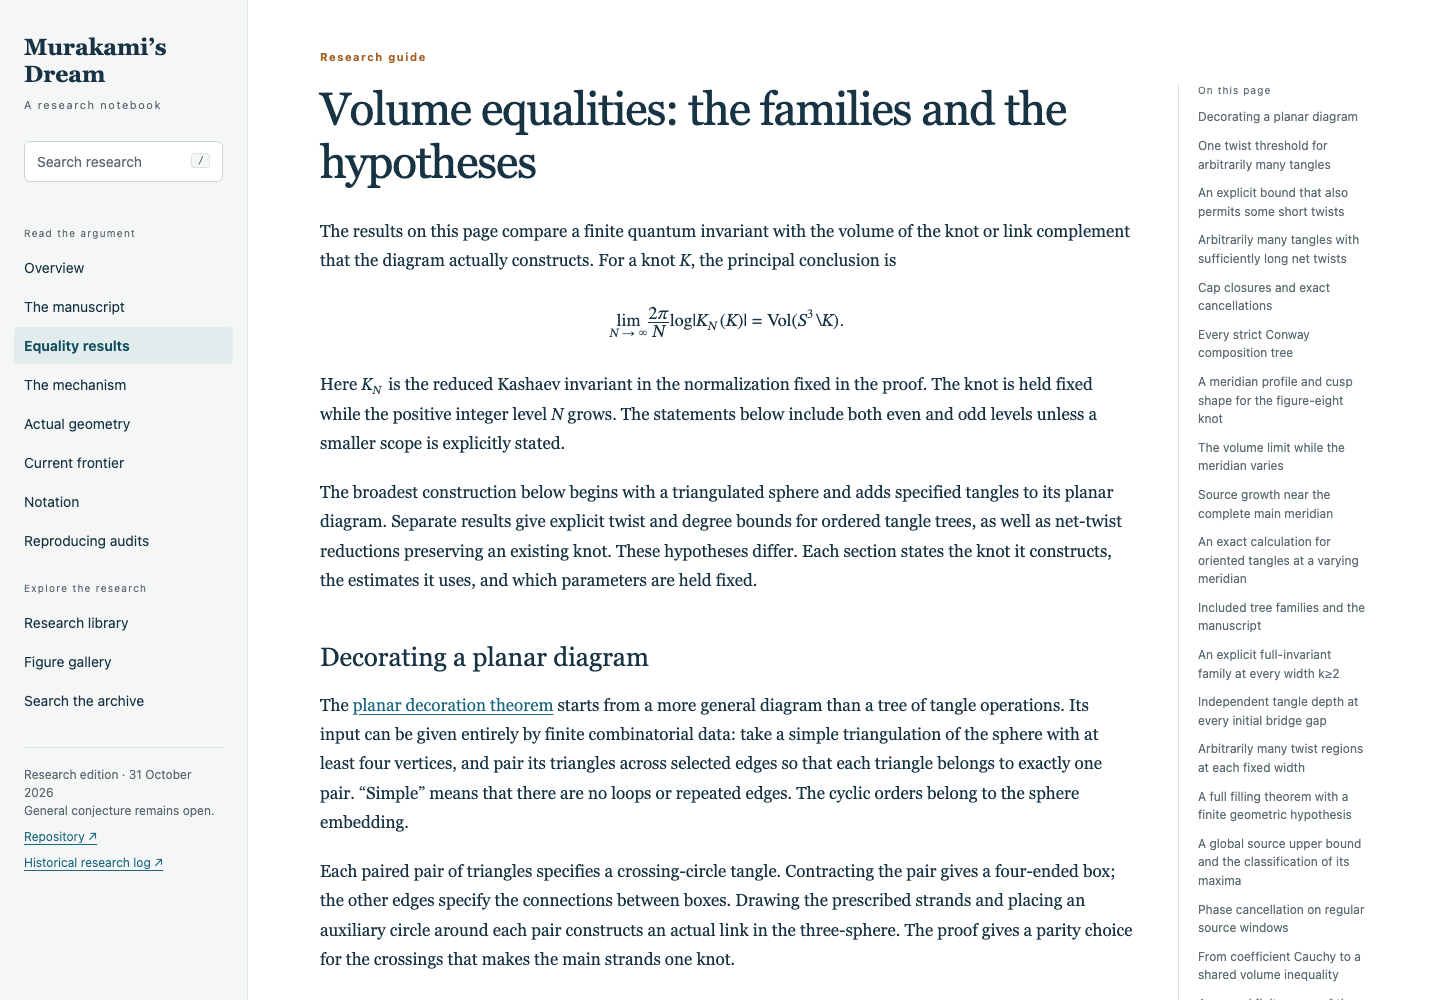 Murakami’s
Dream
A research notebook
Search research /
Read the argument
Overview
The manuscript
Equality results
The mechanism
Actual geometry
Current frontier
Notation
Reproducing audits
Explore the research
Research library
Figure gallery
Search the archive
Research edition · 31 October
2026
General conjecture remains open.
Repository ↗
Historical research log ↗
Research guide
Volume equalities: the families and the
hypotheses
The results on this page compare a finite quantum invariant with the volume of the knot or link complement
that the diagram actually constructs. For a knot K, the principal conclusion is
lim_{N→∞} 2π/N log|K_N(K)| = Vol(S³\K).
Here K_N is the reduced Kashaev invariant in the normalization fixed in the proof. The knot is held fixed
while the positive integer level N grows. The statements below include both even and odd levels unless a
smaller scope is explicitly stated.
The broadest construction below begins with a triangulated sphere and adds specified tangles to its planar
diagram. Separate results give explicit twist and degree bounds for ordered tangle trees, as well as net-twist
reductions preserving an existing knot. These hypotheses differ. Each section states the knot it constructs,
the estimates it uses, and which parameters are held fixed.
Decorating a planar diagram
The planar decoration theorem starts from a more general diagram than a tree of tangle operations. Its
input can be given entirely by finite combinatorial data: take a simple triangulation of the sphere with at
least four vertices, and pair its triangles across selected edges so that each triangle belongs to exactly one
pair. “Simple” means that there are no loops or repeated edges. The cyclic orders belong to the sphere
embedding.
Each paired pair of triangles specifies a crossing-circle tangle. Contracting the pair gives a four-ended box;
the other edges specify the connections between boxes. Drawing the prescribed strands and placing an
auxiliary circle around each pair constructs an actual link in the three-sphere. The proof gives a parity choice
for the crossings that makes the main strands one knot.
On this page
Decorating a planar diagram
One twist threshold for
arbitrarily many tangles
An explicit bound that also
permits some short twists
Arbitrarily many tangles with
sufficiently long net twists
Cap closures and exact
cancellations
Every strict Conway
composition tree
A meridian profile and cusp
shape for the figure-eight
knot
The volume limit while the
meridian varies
Source growth near the
complete main meridian
An exact calculation for
oriented tangles at a varying
meridian
Included tree families and the
manuscript
An explicit full-invariant
family at every width k≥2
Independent tangle depth at
every initial bridge gap
Arbitrarily many twist regions
at each fixed width
A full filling theorem with a
finite geometric hypothesis
A global source upper bound
and the classification of its
maxima
Phase cancellation on regular
source windows
From coefficient Cauchy to a
shared volume inequality